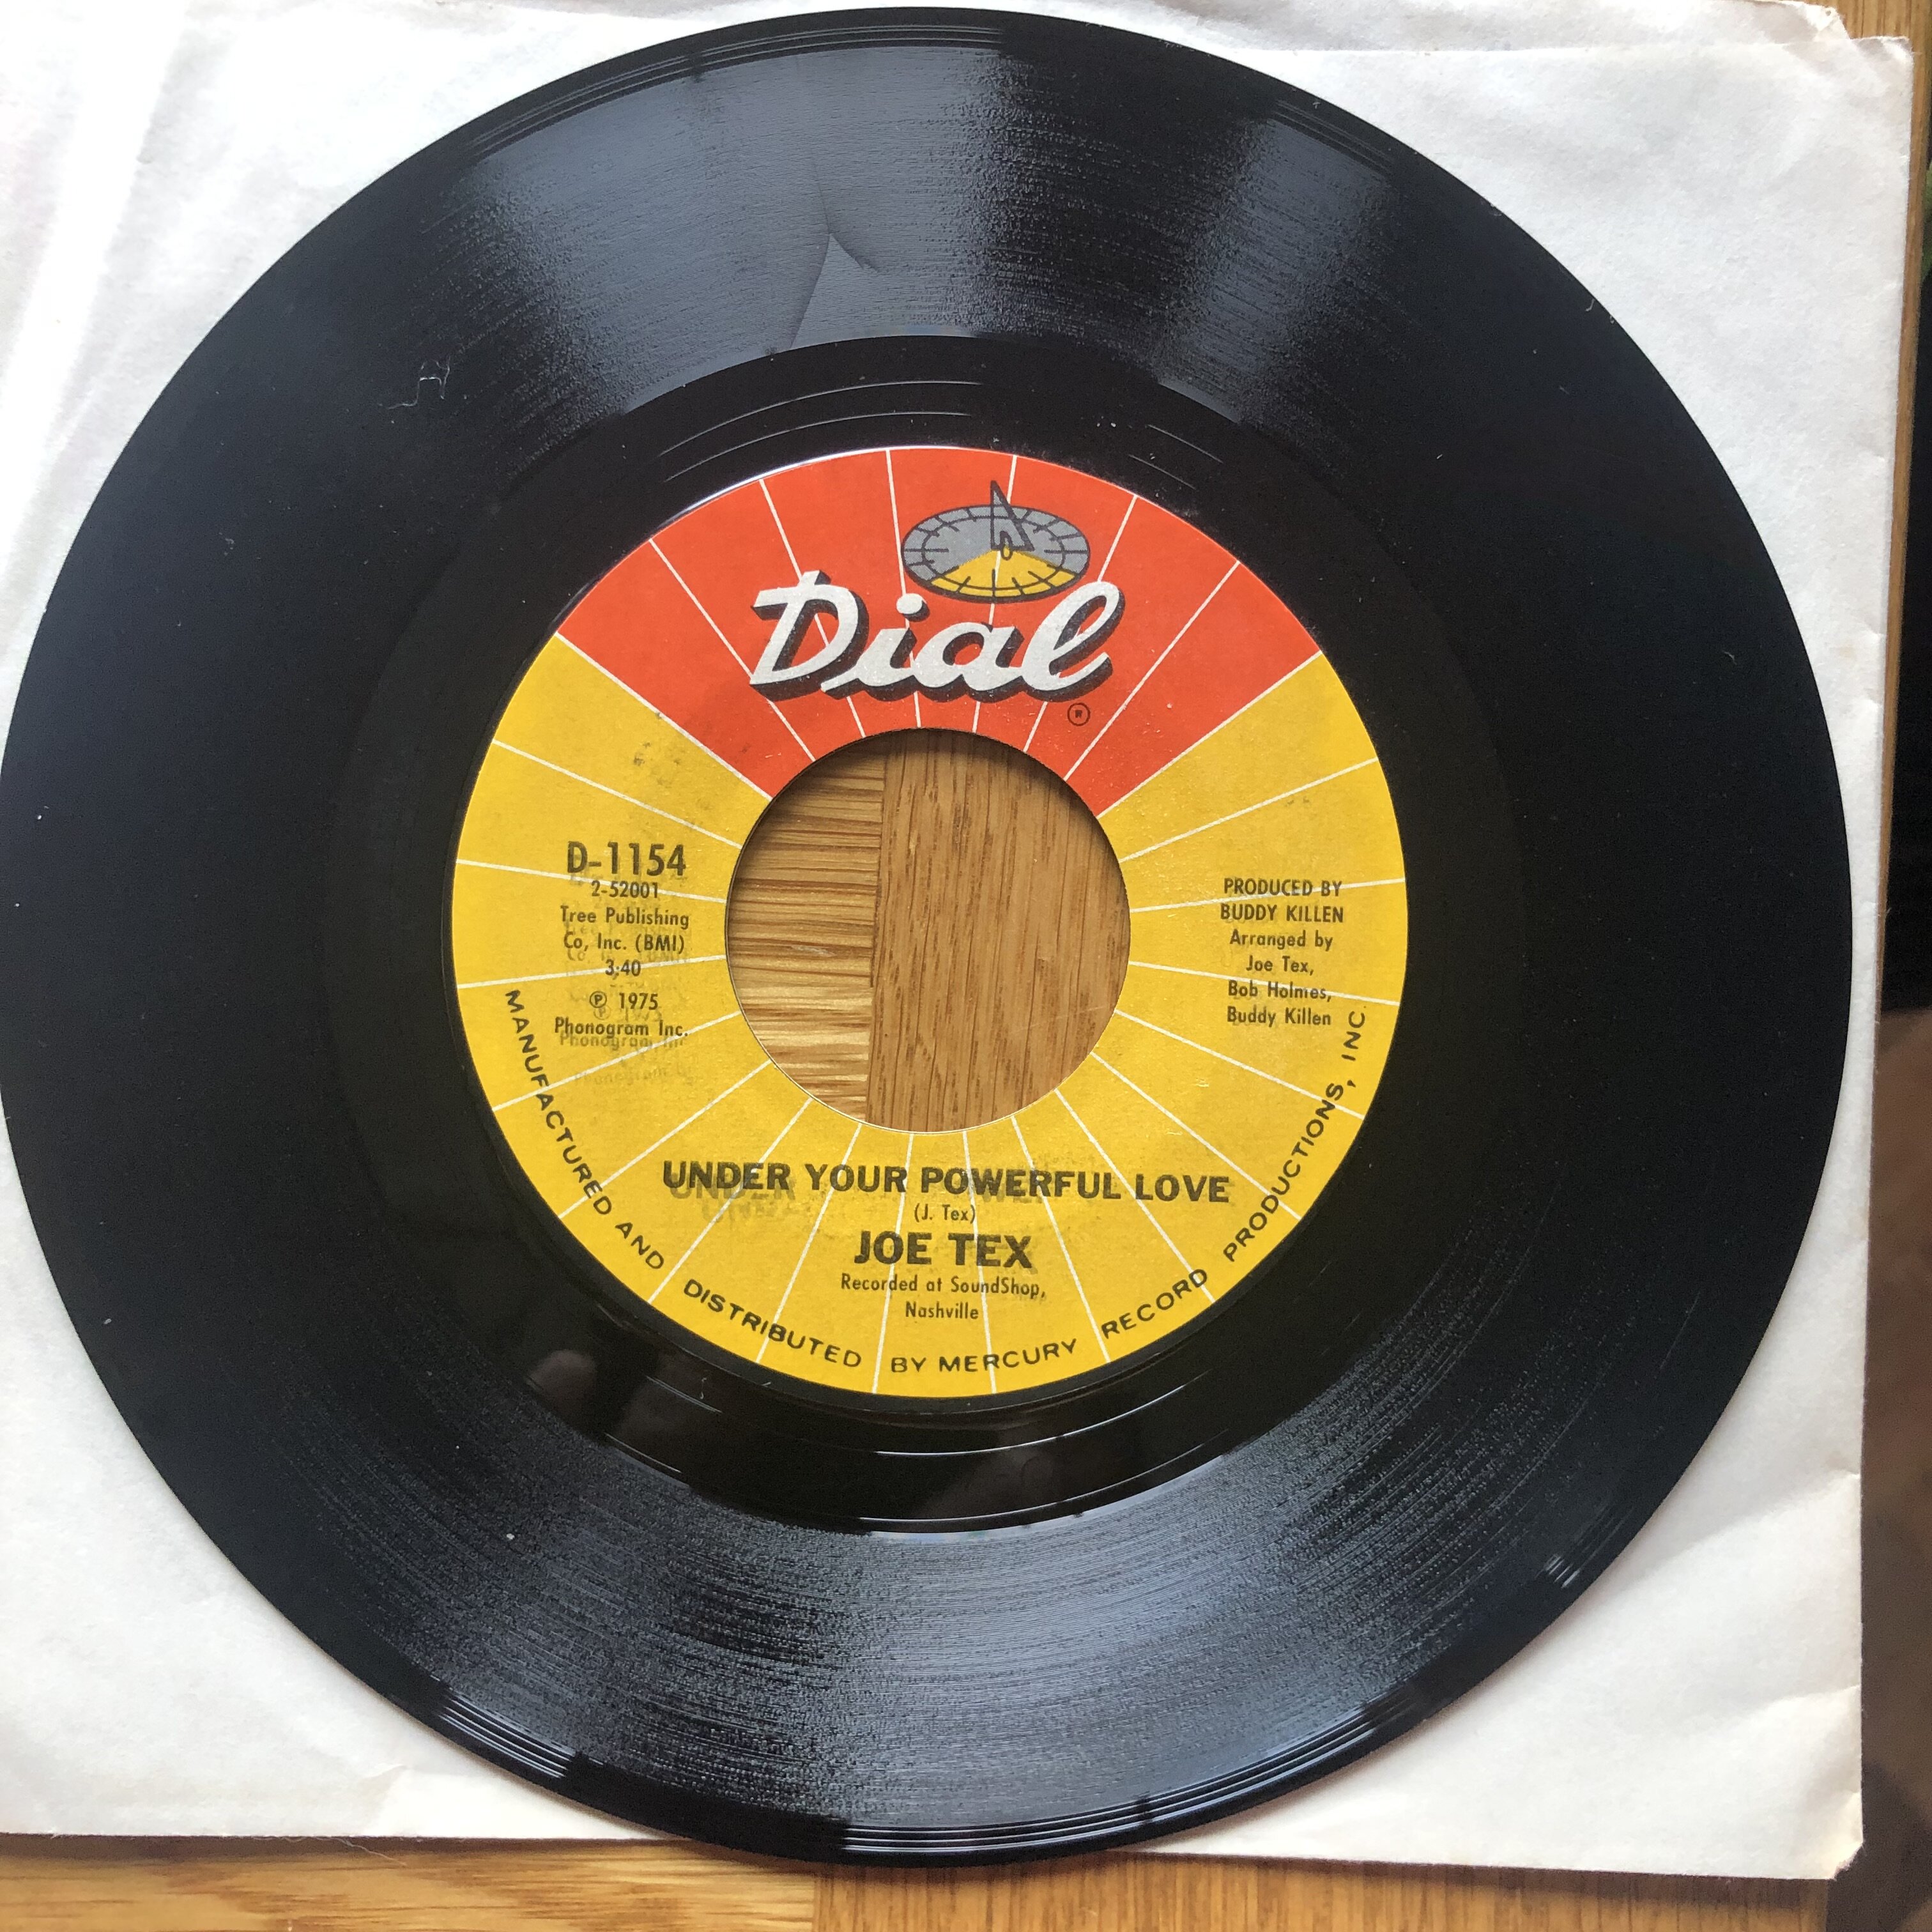 Dial
®
D-1154
2-52001
Tree Publishing
Co, Inc. (BMI)
3:40
℗ 1975
Phonogram Inc.
PRODUCED BY
BUDDY KILLEN
Arranged by
Joe Tex,
Bob Holmes,
Buddy Killen
UNDER YOUR POWERFUL LOVE
(J. Tex)
JOE TEX
Recorded at SoundShop,
Nashville
MANUFACTURED AND DISTRIBUTED BY MERCURY RECORD PRODUCTIONS, INC.